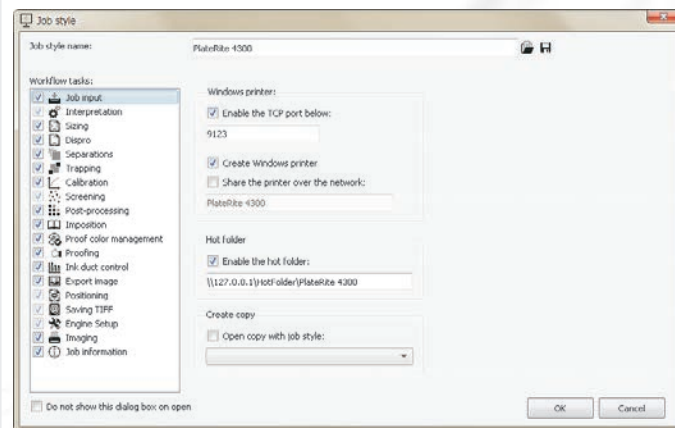 Job style
Job style name:
PlateRite 4300
Workflow tasks:
Job input
Interpretation
Sizing
Dispro
Separations
Trapping
Calibration
Screening
Post-processing
Imposition
Proof color management
Proofing
Ink duct control
Export image
Positioning
Saving TIFF
Engine Setup
Imaging
Job information
Windows printer:
Enable the TCP port below:
9123
Create Windows printer
Share the printer over the network:
PlateRite 4300
Hot folder
Enable the hot folder:
\\127.0.0.1\HotFolder\PlateRite 4300
Create copy
Open copy with job style:
Do not show this dialog box on open
OK
Cancel